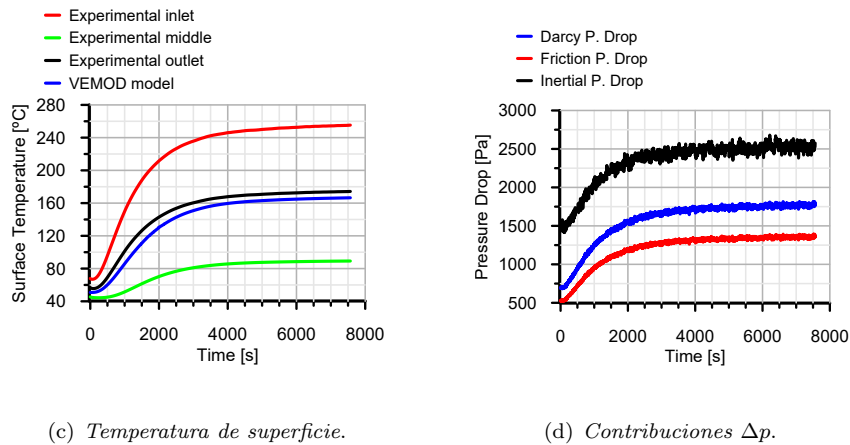 Experimental inlet
Experimental middle
Experimental outlet
VEMOD model
280
240
200
160
120
80
40
Surface Temperature [ºC]
0 2000 4000 6000 8000
Time [s]
(c) Temperatura de superficie.
Darcy P. Drop
Friction P. Drop
Inertial P. Drop
3000
2500
2000
1500
1000
500
Pressure Drop [Pa]
0 2000 4000 6000 8000
Time [s]
(d) Contribuciones Δp.